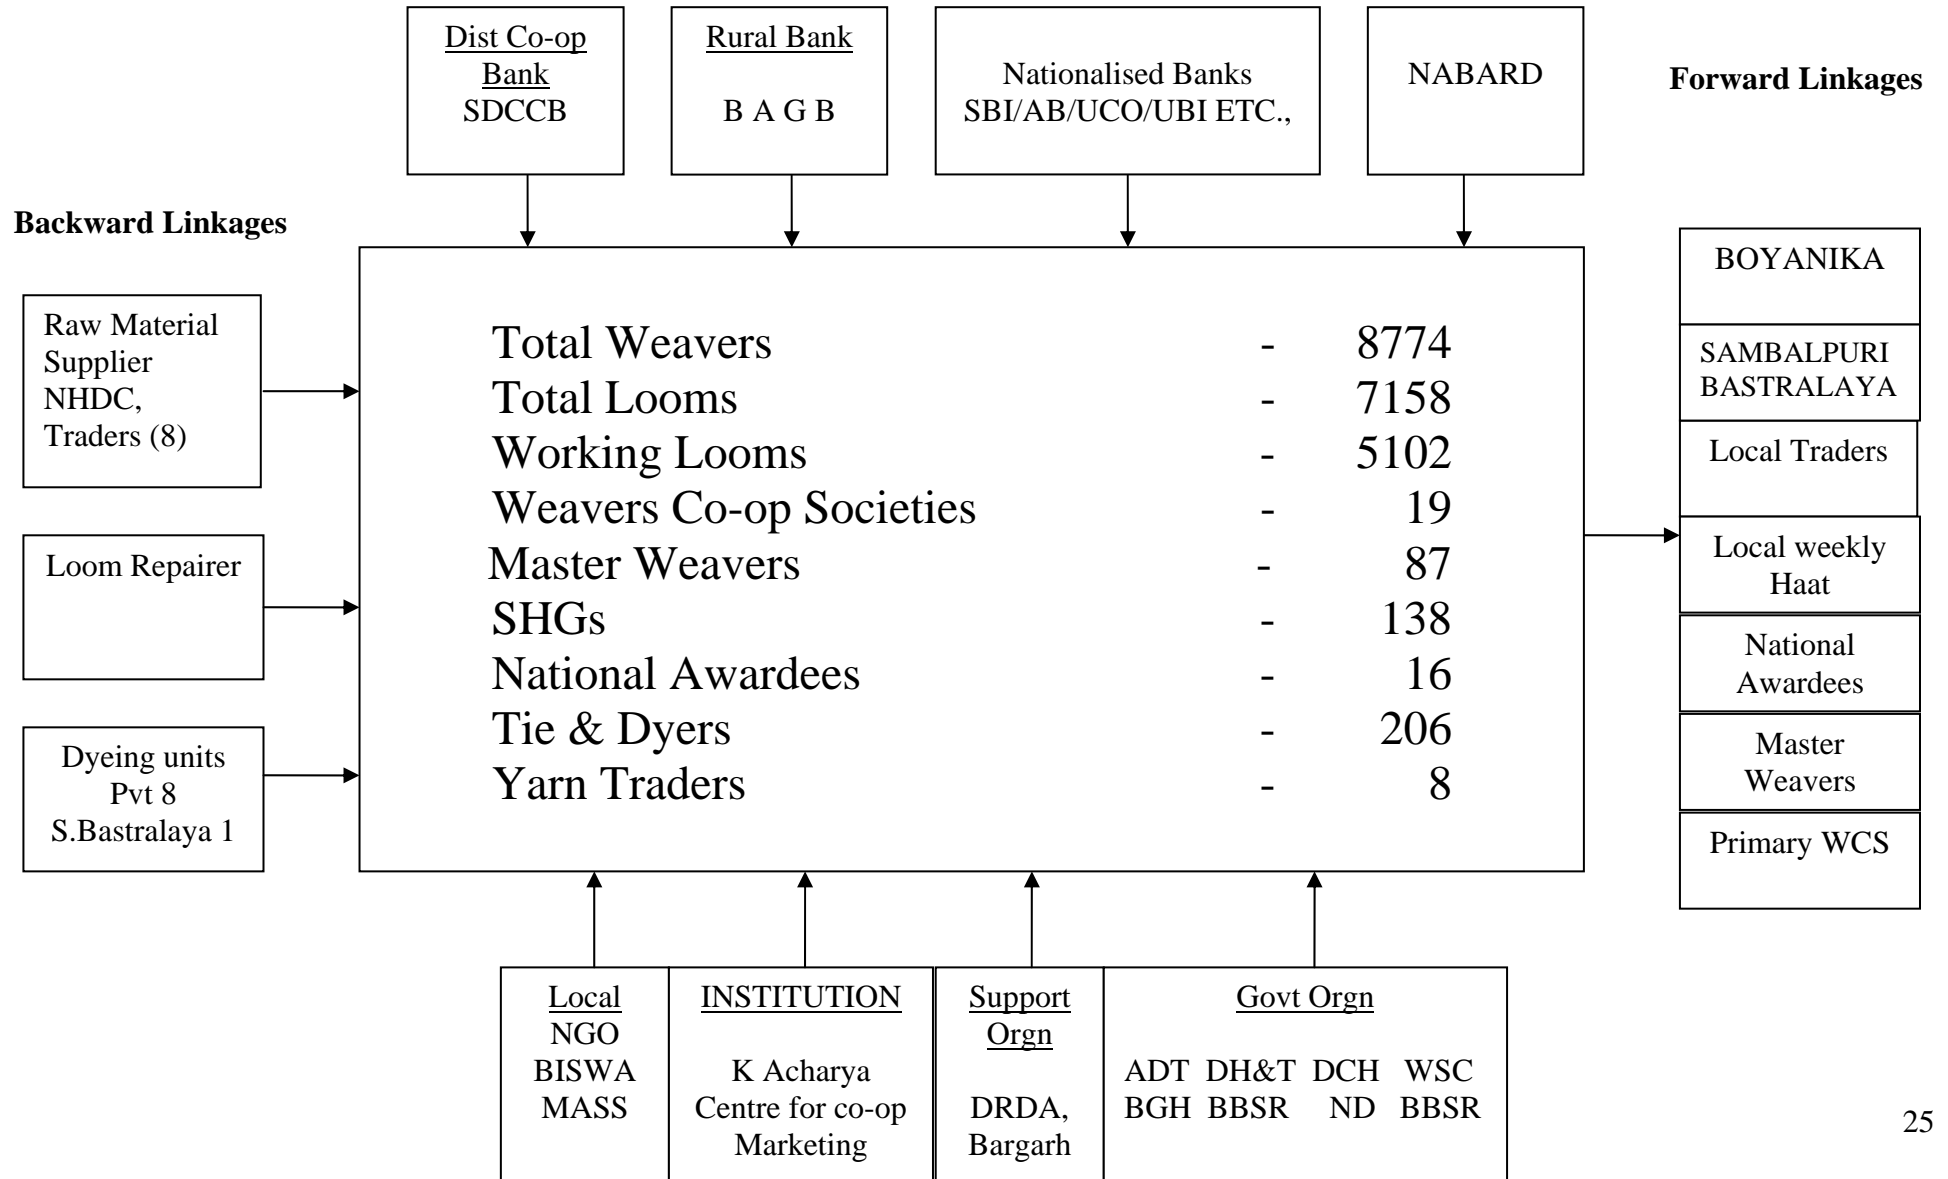 Dist Co-op
Bank
SDCCB
Rural Bank
B A G B
Nationalised Banks
SBI/AB/UCO/UBI ETC.,
NABARD
Forward Linkages
Backward Linkages
Raw Material
Supplier
NHDC,
Traders (8)
Loom Repairer
Dyeing units
Pvt 8
S.Bastralaya 1
Total Weavers - 8774
Total Looms - 7158
Working Looms - 5102
Weavers Co-op Societies - 19
Master Weavers - 87
SHGs - 138
National Awardees - 16
Tie & Dyers - 206
Yarn Traders - 8
BOYANIKA
SAMBALPURI
BASTRALAYA
Local Traders
Local weekly
Haat
National
Awardees
Master
Weavers
Primary WCS
Local
NGO
BISWA
MASS
INSTITUTION
K Acharya
Centre for co-op
Marketing
Support
Orgn
DRDA,
Bargarh
Govt Orgn
ADT DH&T DCH WSC
BGH BBSR ND BBSR
25